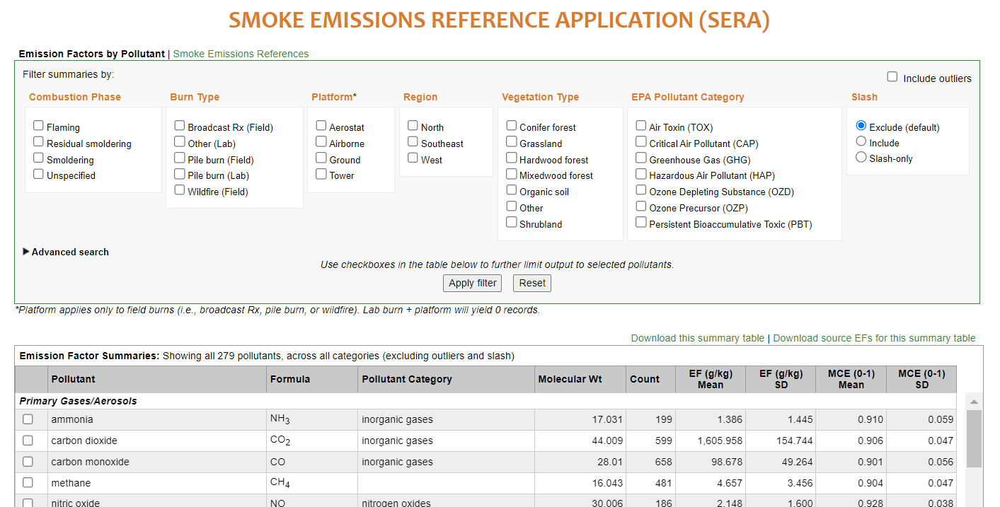 SMOKE EMISSIONS REFERENCE APPLICATION (SERA)
Emission Factors by Pollutant | Smoke Emissions References
Filter summaries by:
Include outliers
Combustion Phase
Flaming
Residual smoldering
Smoldering
Unspecified
Burn Type
Broadcast Rx (Field)
Other (Lab)
Pile burn (Field)
Pile burn (Lab)
Wildfire (Field)
Platform*
Aerostat
Airborne
Ground
Tower
Region
North
Southeast
West
Vegetation Type
Conifer forest
Grassland
Hardwood forest
Mixedwood forest
Organic soil
Other
Shrubland
EPA Pollutant Category
Air Toxin (TOX)
Critical Air Pollutant (CAP)
Greenhouse Gas (GHG)
Hazardous Air Pollutant (HAP)
Ozone Depleting Substance (OZD)
Ozone Precursor (OZP)
Persistent Bioaccumulative Toxic (PBT)
Slash
Exclude (default)
Include
Slash-only
Advanced search
Use checkboxes in the table below to further limit output to selected pollutants.
Apply filter Reset
*Platform applies only to field burns (i.e., broadcast Rx, pile burn, or wildfire). Lab burn + platform will yield 0 records.
Download this summary table | Download source EFs for this summary table
Emission Factor Summaries: Showing all 279 pollutants, across all categories (excluding outliers and slash)
Pollutant Formula Pollutant Category Molecular Wt Count EF (g/kg) Mean EF (g/kg) SD MCE (0-1) Mean MCE (0-1) SD
Primary Gases/Aerosols
ammonia NH3 inorganic gases 17.031 199 1.386 1.445 0.910 0.059
carbon dioxide CO2 inorganic gases 44.009 599 1,605.958 154.744 0.906 0.047
carbon monoxide CO inorganic gases 28.01 658 98.678 49.264 0.901 0.056
methane CH4 16.043 481 4.657 3.456 0.904 0.047
nitric oxide NO nitrogen oxides 30.006 186 2.148 1.600 0.928 0.038